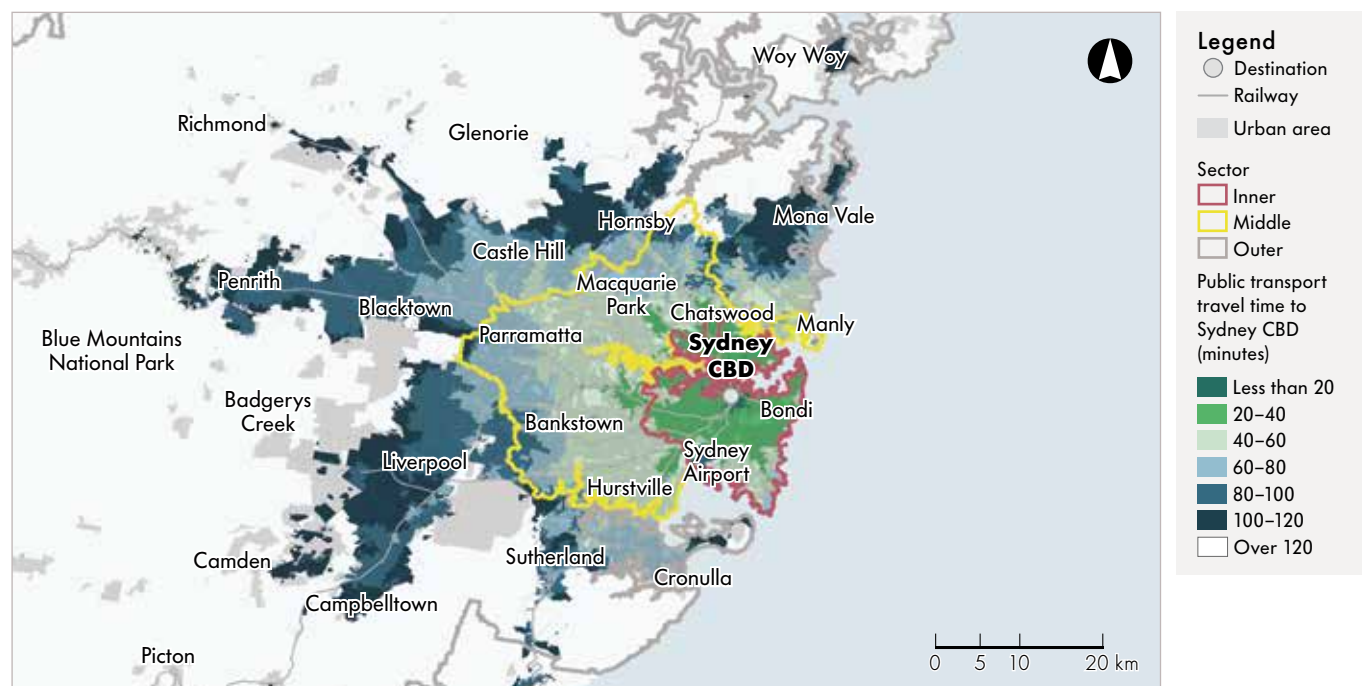 Woy Woy
Richmond
Glenorie
Mona Vale
Hornsby
Castle Hill
Penrith
Macquarie
Park
Blacktown
Chatswood
Manly
Parramatta
Blue Mountains
National Park
Sydney
CBD
Badgerys
Creek
Bondi
Bankstown
Sydney
Airport
Liverpool
Hurstville
Camden
Sutherland
Cronulla
Campbelltown
Picton
0 5 10 20 km
Legend
Destination
Railway
Urban area
Sector
Inner
Middle
Outer
Public transport
travel time to
Sydney CBD
(minutes)
Less than 20
20–40
40–60
60–80
80–100
100–120
Over 120